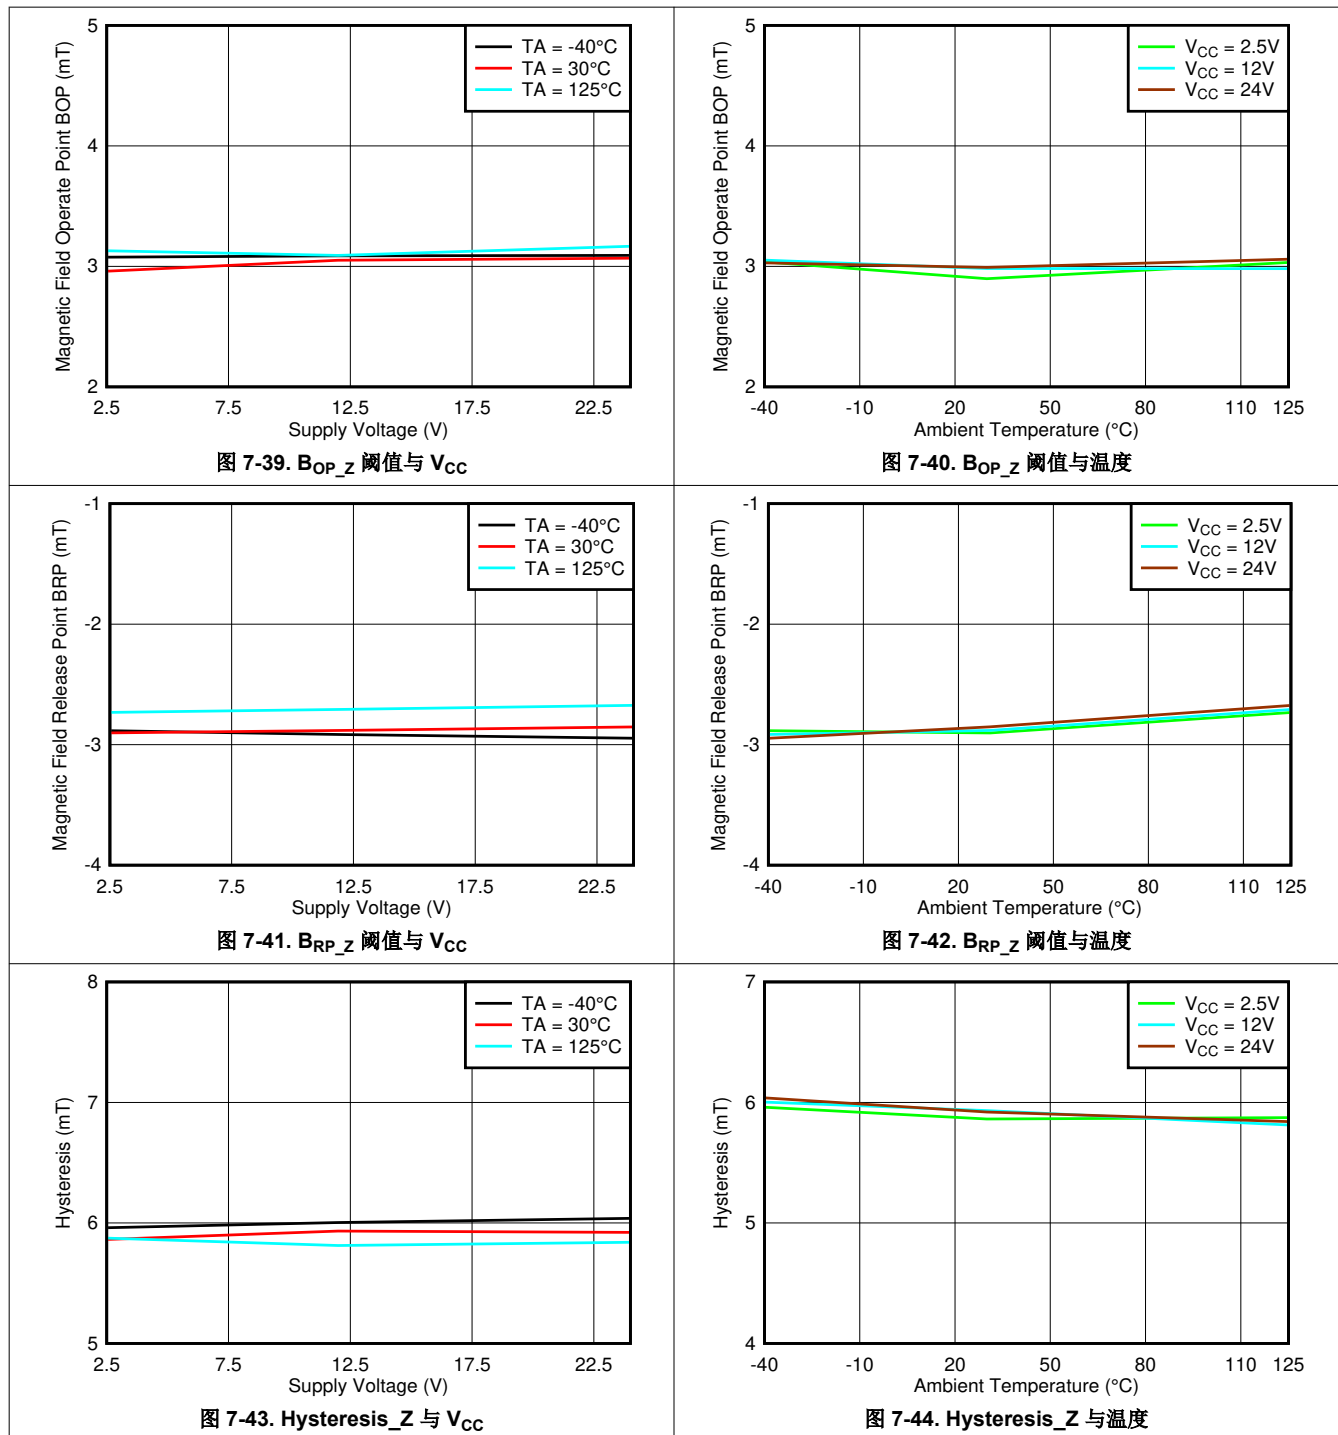 Magnetic Field Operate Point BOP (mT)
5
4
3
2
TA = -40°C
TA = 30°C
TA = 125°C
2.5 7.5 12.5 17.5 22.5
Supply Voltage (V)
图 7-39. BOP_Z 阈值与 VCC
Magnetic Field Operate Point BOP (mT)
5
4
3
2
VCC = 2.5V
VCC = 12V
VCC = 24V
-40 -10 20 50 80 110 125
Ambient Temperature (°C)
图 7-40. BOP_Z 阈值与温度
Magnetic Field Release Point BRP (mT)
-1
-2
-3
-4
TA = -40°C
TA = 30°C
TA = 125°C
2.5 7.5 12.5 17.5 22.5
Supply Voltage (V)
图 7-41. BRP_Z 阈值与 VCC
Magnetic Field Release Point BRP (mT)
-1
-2
-3
-4
VCC = 2.5V
VCC = 12V
VCC = 24V
-40 -10 20 50 80 110 125
Ambient Temperature (°C)
图 7-42. BRP_Z 阈值与温度
Hysteresis (mT)
8
7
6
5
TA = -40°C
TA = 30°C
TA = 125°C
2.5 7.5 12.5 17.5 22.5
Supply Voltage (V)
图 7-43. Hysteresis_Z 与 VCC
Hysteresis (mT)
7
6
5
4
VCC = 2.5V
VCC = 12V
VCC = 24V
-40 -10 20 50 80 110 125
Ambient Temperature (°C)
图 7-44. Hysteresis_Z 与温度